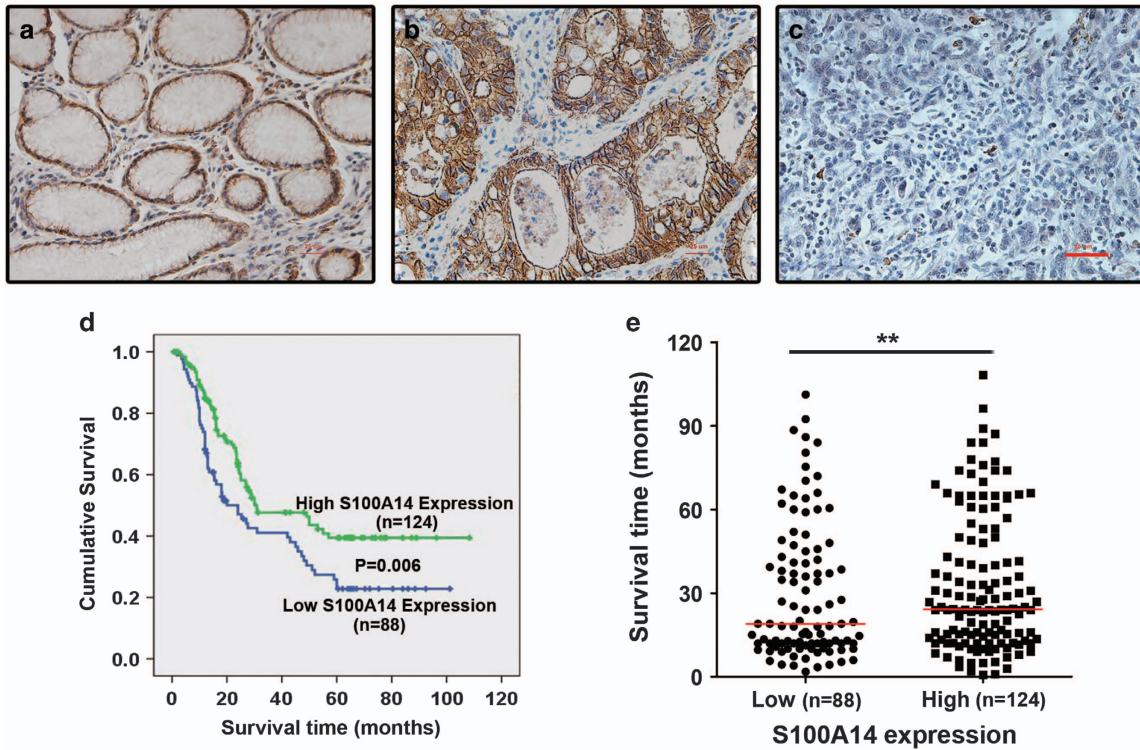 a
b
c
25 um
d
1.0
0.8
0.6
0.4
0.2
0.0
Cumulative Survival
High S100A14 Expression
(n=124)
P=0.006
Low S100A14 Expression
(n=88)
0 20 40 60 80 100 120
Survival time (months)
e
**
120
90
60
30
0
Survival time (months)
Low (n=88) High (n=124)
S100A14 expression